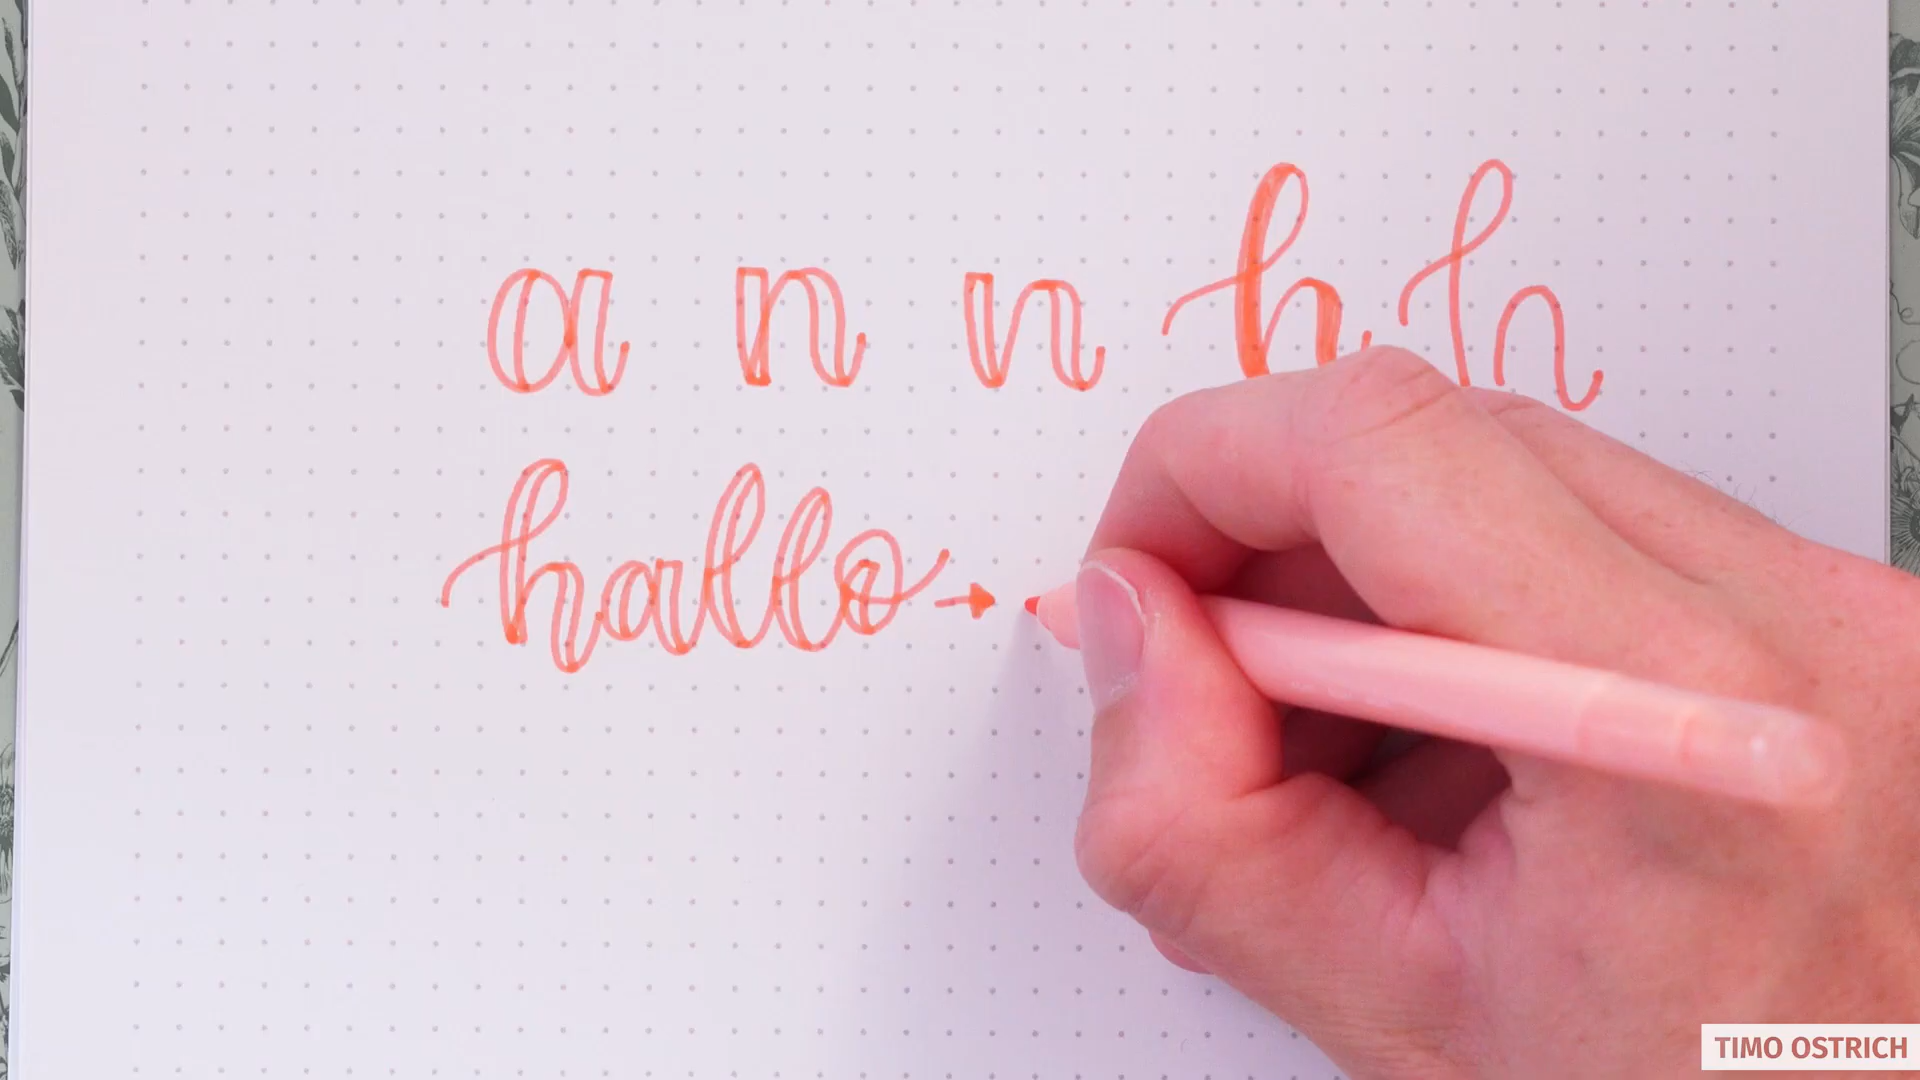 a n n h h
hallo →
TIMO OSTRICH